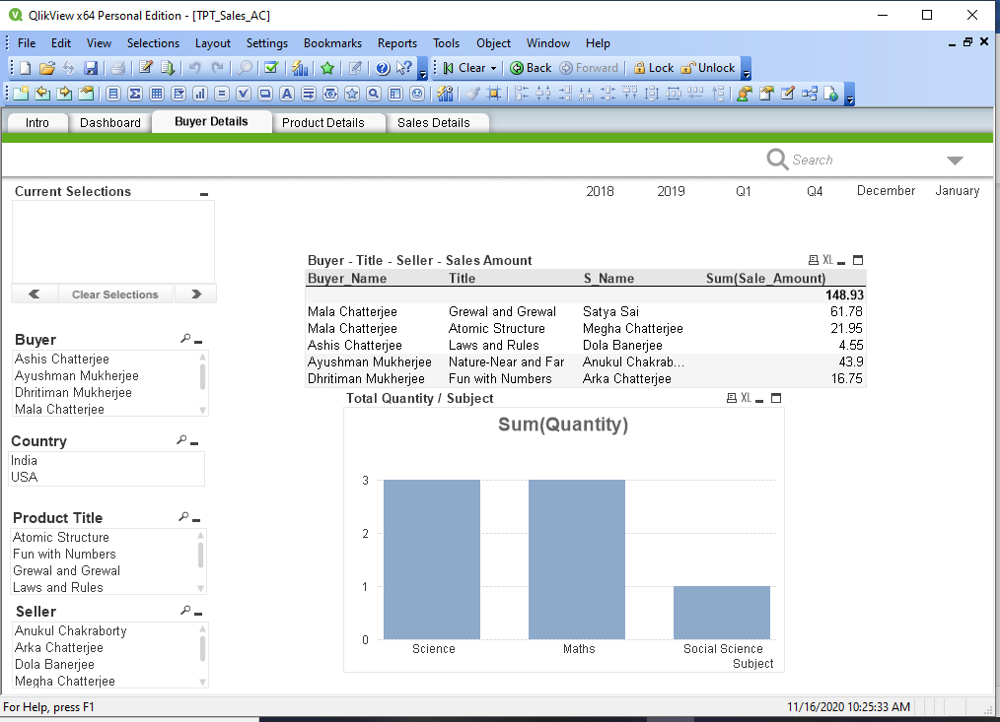 QlikView x64 Personal Edition - [TPT_Sales_AC]
File Edit View Selections Layout Settings Bookmarks Reports Tools Object Window Help
Clear Back Forward Lock Unlock
Intro Dashboard Buyer Details Product Details Sales Details
Search
Current Selections
2018 2019 Q1 Q4 December January
Clear Selections
Buyer - Title - Seller - Sales Amount XL
Buyer_Name Title S_Name Sum(Sale_Amount)
148.93
Mala Chatterjee Grewal and Grewal Satya Sai 61.78
Mala Chatterjee Atomic Structure Megha Chatterjee 21.95
Ashis Chatterjee Laws and Rules Dola Banerjee 4.55
Ayushman Mukherjee Nature-Near and Far Anukul Chakrab... 43.9
Dhritiman Mukherjee Fun with Numbers Arka Chatterjee 16.75
Buyer
Ashis Chatterjee
Ayushman Mukherjee
Dhritiman Mukherjee
Mala Chatterjee
Country
India
USA
Product Title
Atomic Structure
Fun with Numbers
Grewal and Grewal
Laws and Rules
Seller
Anukul Chakraborty
Arka Chatterjee
Dola Banerjee
Megha Chatterjee
Total Quantity / Subject XL
Sum(Quantity)
3
2
1
0
Science Maths Social Science
Subject
For Help, press F1 11/16/2020 10:25:33 AM